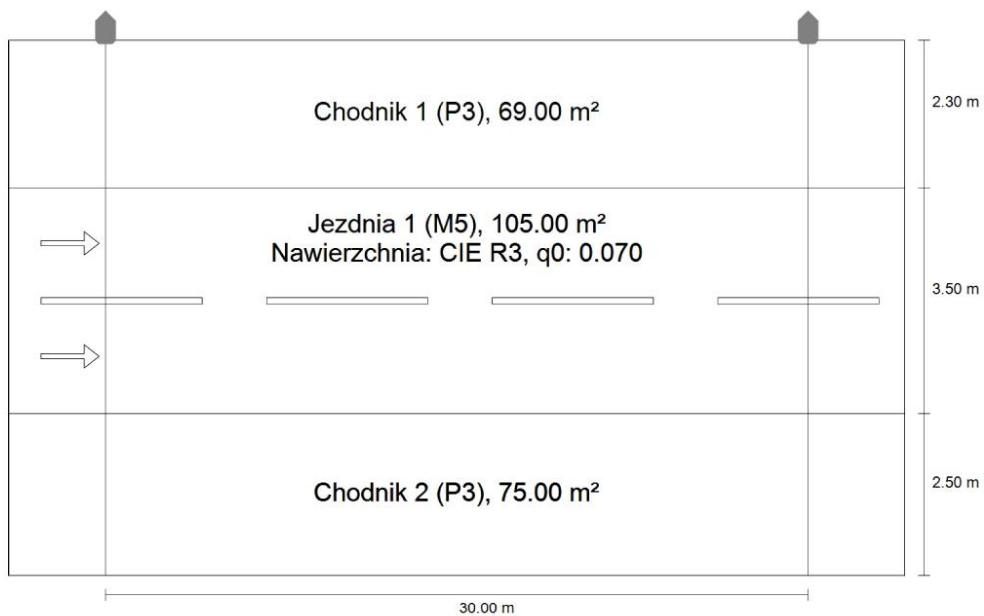 Chodnik 1 (P3), 69.00 m²
2.30 m
Jezdnia 1 (M5), 105.00 m²
Nawierzchnia: CIE R3, q0: 0.070
3.50 m
Chodnik 2 (P3), 75.00 m²
2.50 m
30.00 m